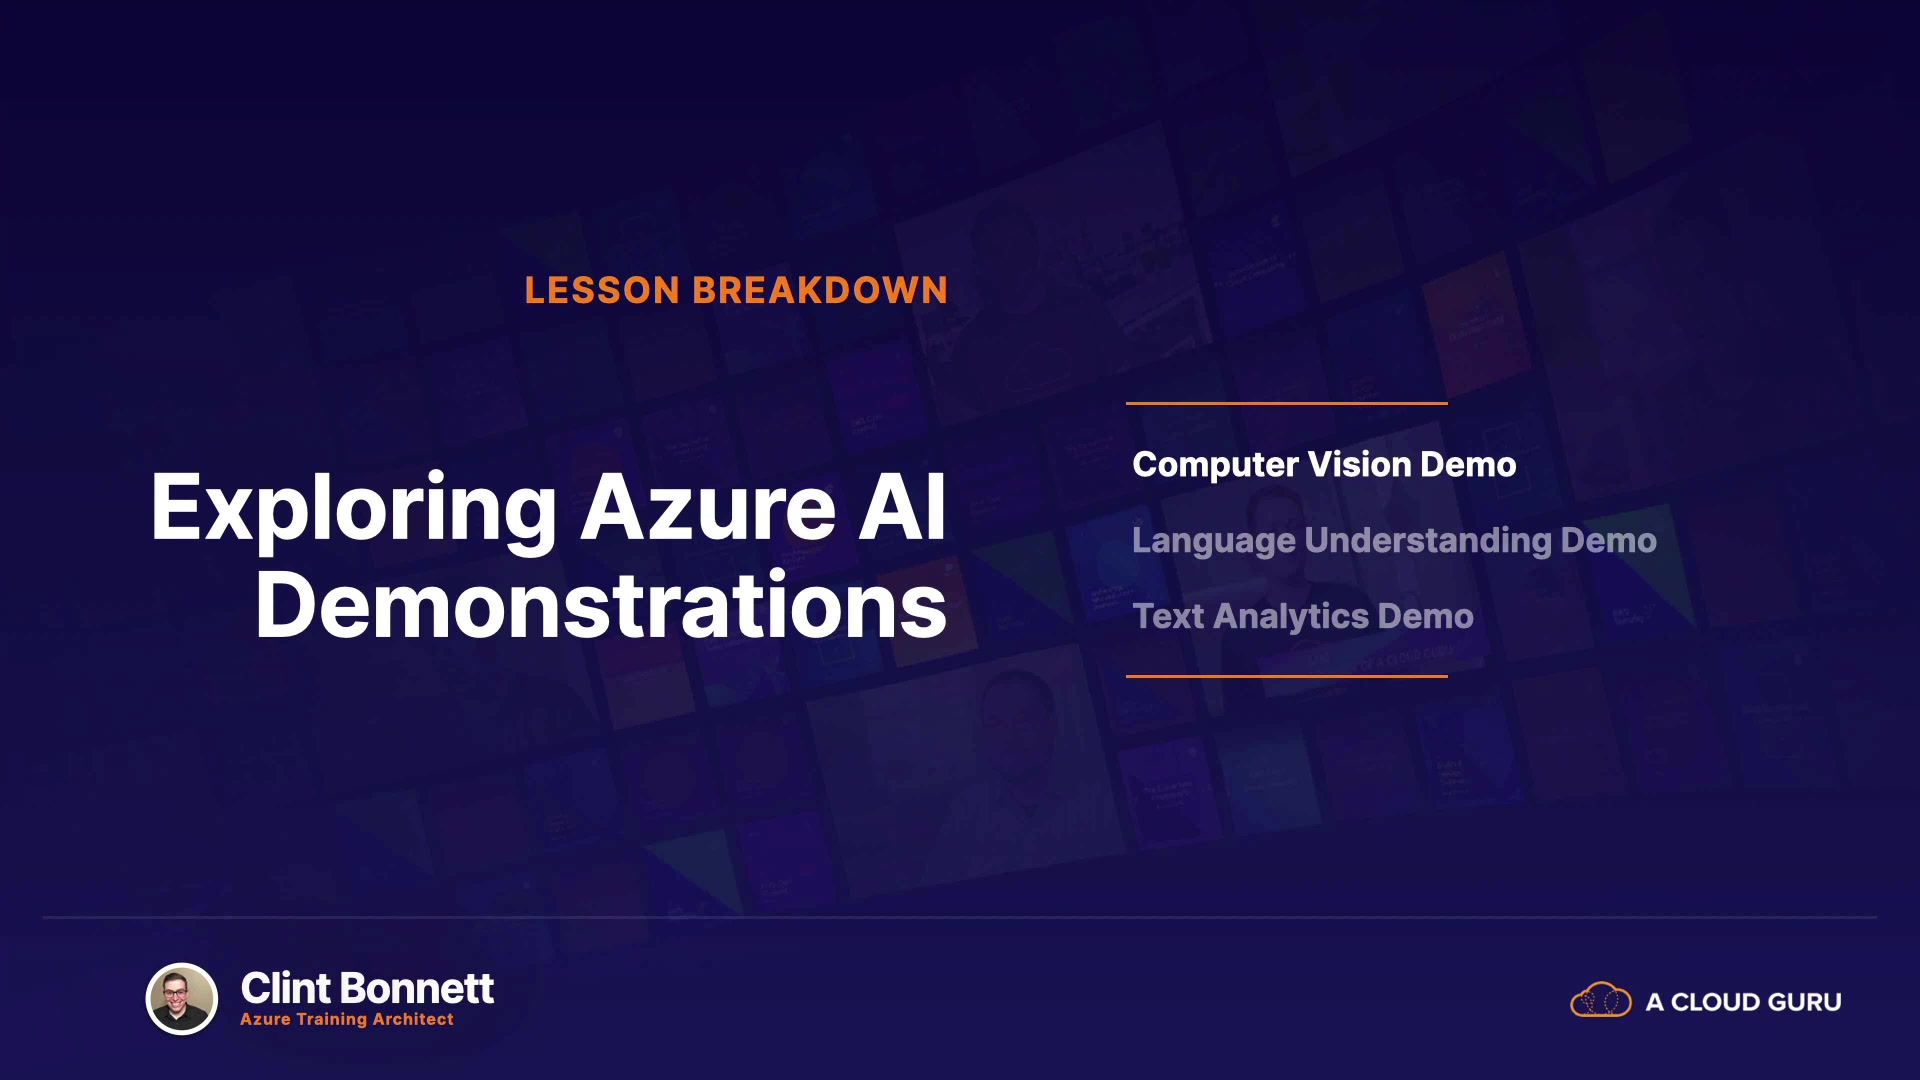 LESSON BREAKDOWN
Exploring Azure AI
Demonstrations
Computer Vision Demo
Language Understanding Demo
Text Analytics Demo
Clint Bonnett
Azure Training Architect
A CLOUD GURU